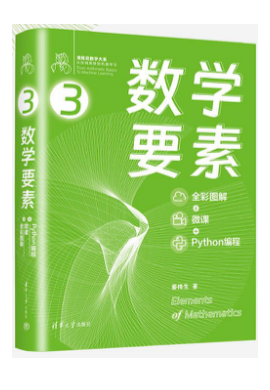 3
数学
要素
全彩图解
+
微课
+
Python编程
姜伟生 著
Elements
of Mathematics
清华大学出版社
3
数学要素